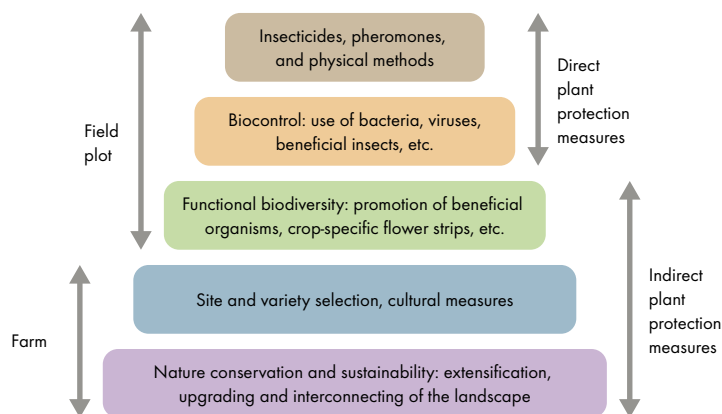 Insecticides, pheromones,
and physical methods
Direct
plant
protection
measures
Biocontrol: use of bacteria, viruses,
beneficial insects, etc.
Field
plot
Functional biodiversity: promotion of beneficial
organisms, crop-specific flower strips, etc.
Site and variety selection, cultural measures
Indirect
plant
protection
measures
Farm
Nature conservation and sustainability: extensification,
upgrading and interconnecting of the landscape